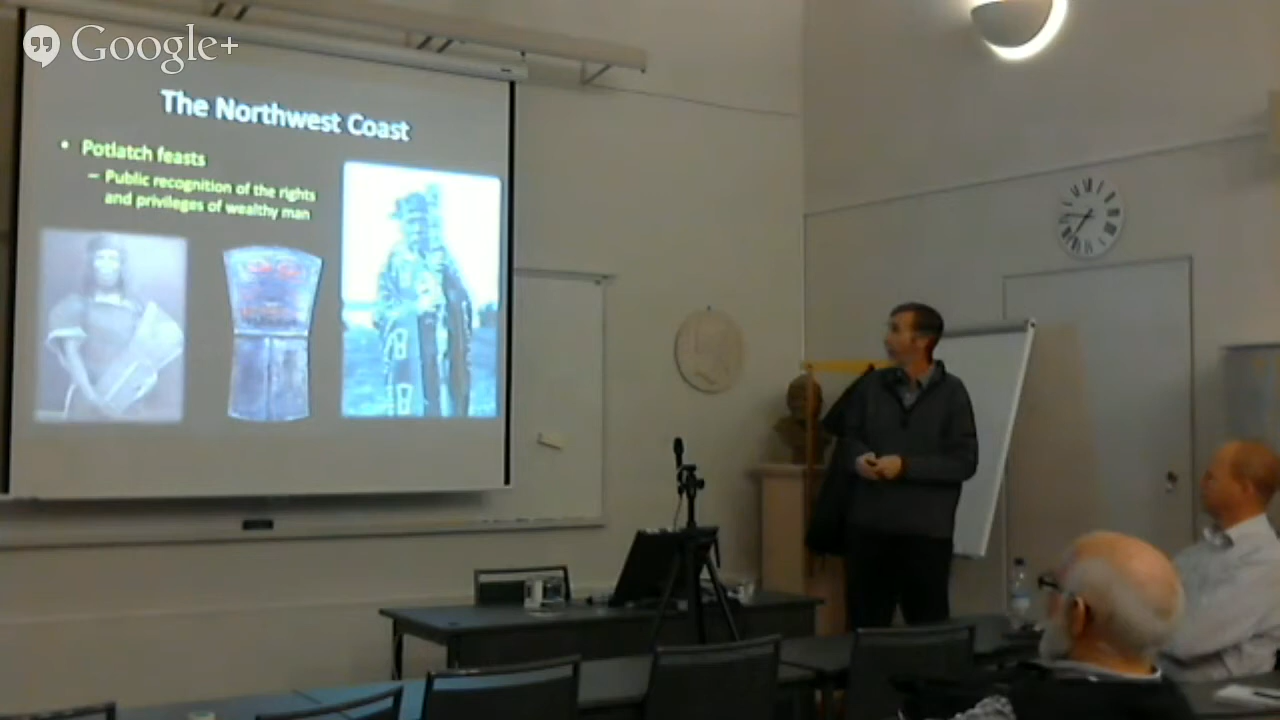 Google+
The Northwest Coast
• Potlatch feasts
– Public recognition of the rights
and privileges of wealthy man